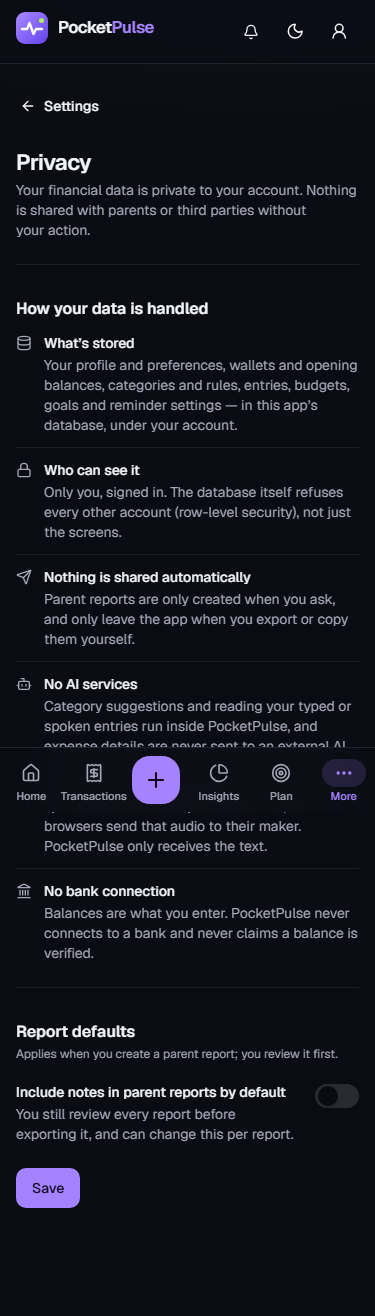 PocketPulse
Settings
Privacy
Your financial data is private to your account. Nothing
is shared with parents or third parties without
your action.
How your data is handled
What's stored
Your profile and preferences, wallets and opening
balances, categories and rules, entries, budgets,
goals and reminder settings — in this app's
database, under your account.
Who can see it
Only you, signed in. The database itself refuses
every other account (row-level security), not just
the screens.
Nothing is shared automatically
Parent reports are only created when you ask,
and only leave the app when you export or copy
them yourself.
No AI services
Category suggestions and reading your typed or
spoken entries run inside PocketPulse, and
expense details are never sent to an external AI
Home
Transactions
Insights
Plan
More
browsers send that audio to their maker.
PocketPulse only receives the text.
No bank connection
Balances are what you enter. PocketPulse never
connects to a bank and never claims a balance is
verified.
Report defaults
Applies when you create a parent report; you review it first.
Include notes in parent reports by default
You still review every report before
exporting it, and can change this per report.
Save